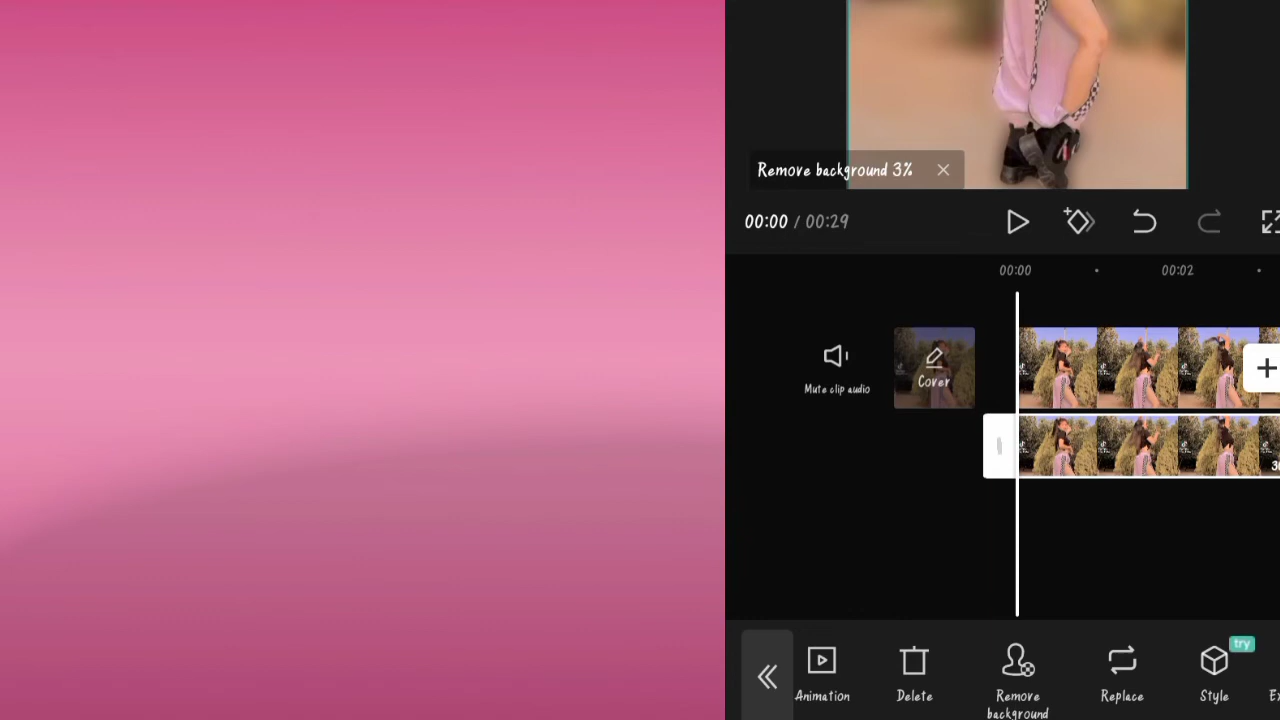 Remove background 3%
00:00 / 00:29
00:00
00:02
Mute clip audio
Cover
Animation
Delete
Remove
background
Replace
try
Style